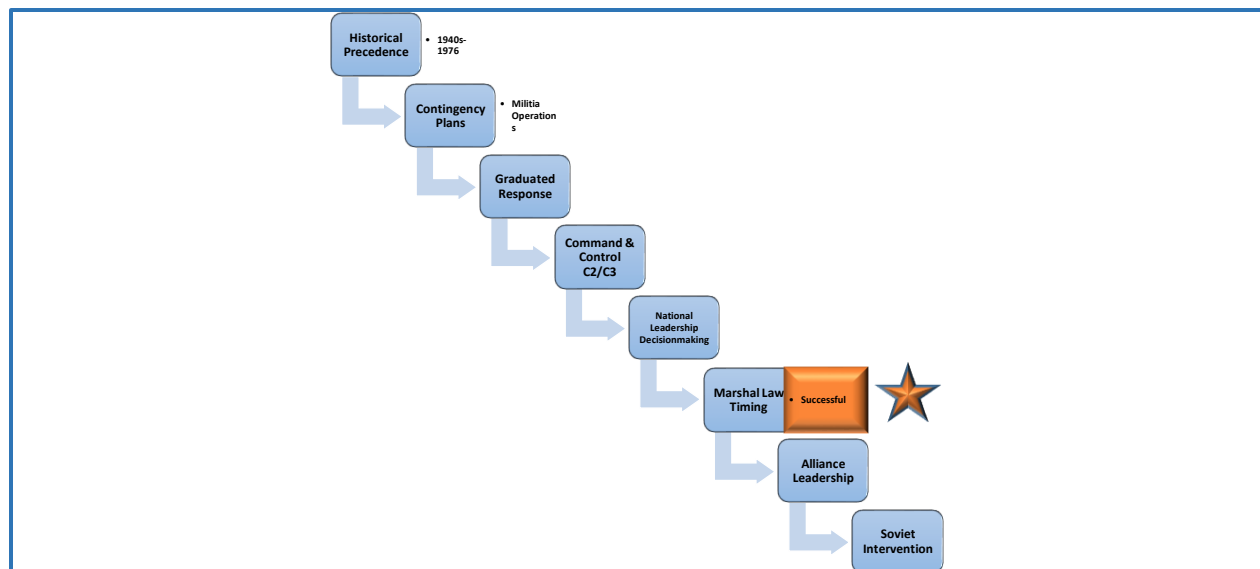 Historical
Precedence
• 1940s-
1976
Contingency
Plans
• Militia
Operation
s
Graduated
Response
Command &
Control
C2/C3
National
Leadership
Decisionmaking
Marshal Law
Timing
• Successful
Alliance
Leadership
Soviet
Intervention